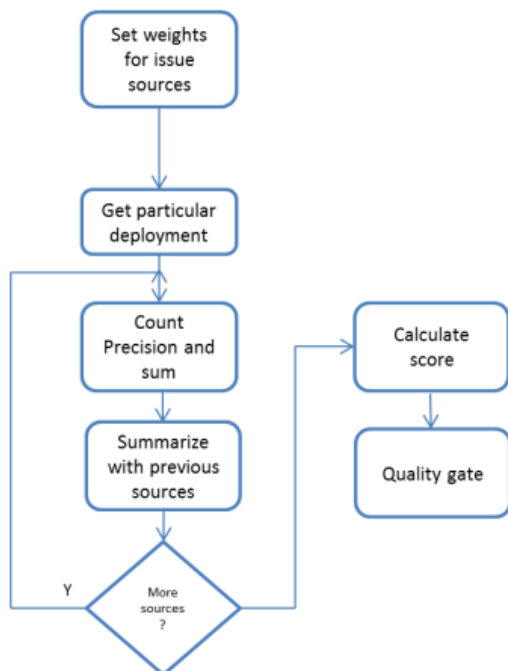 Set weights
for issue
sources
Get particular
deployment
Count
Precision and
sum
Summarize
with previous
sources
More
sources
?
Y
Calculate
score
Quality gate